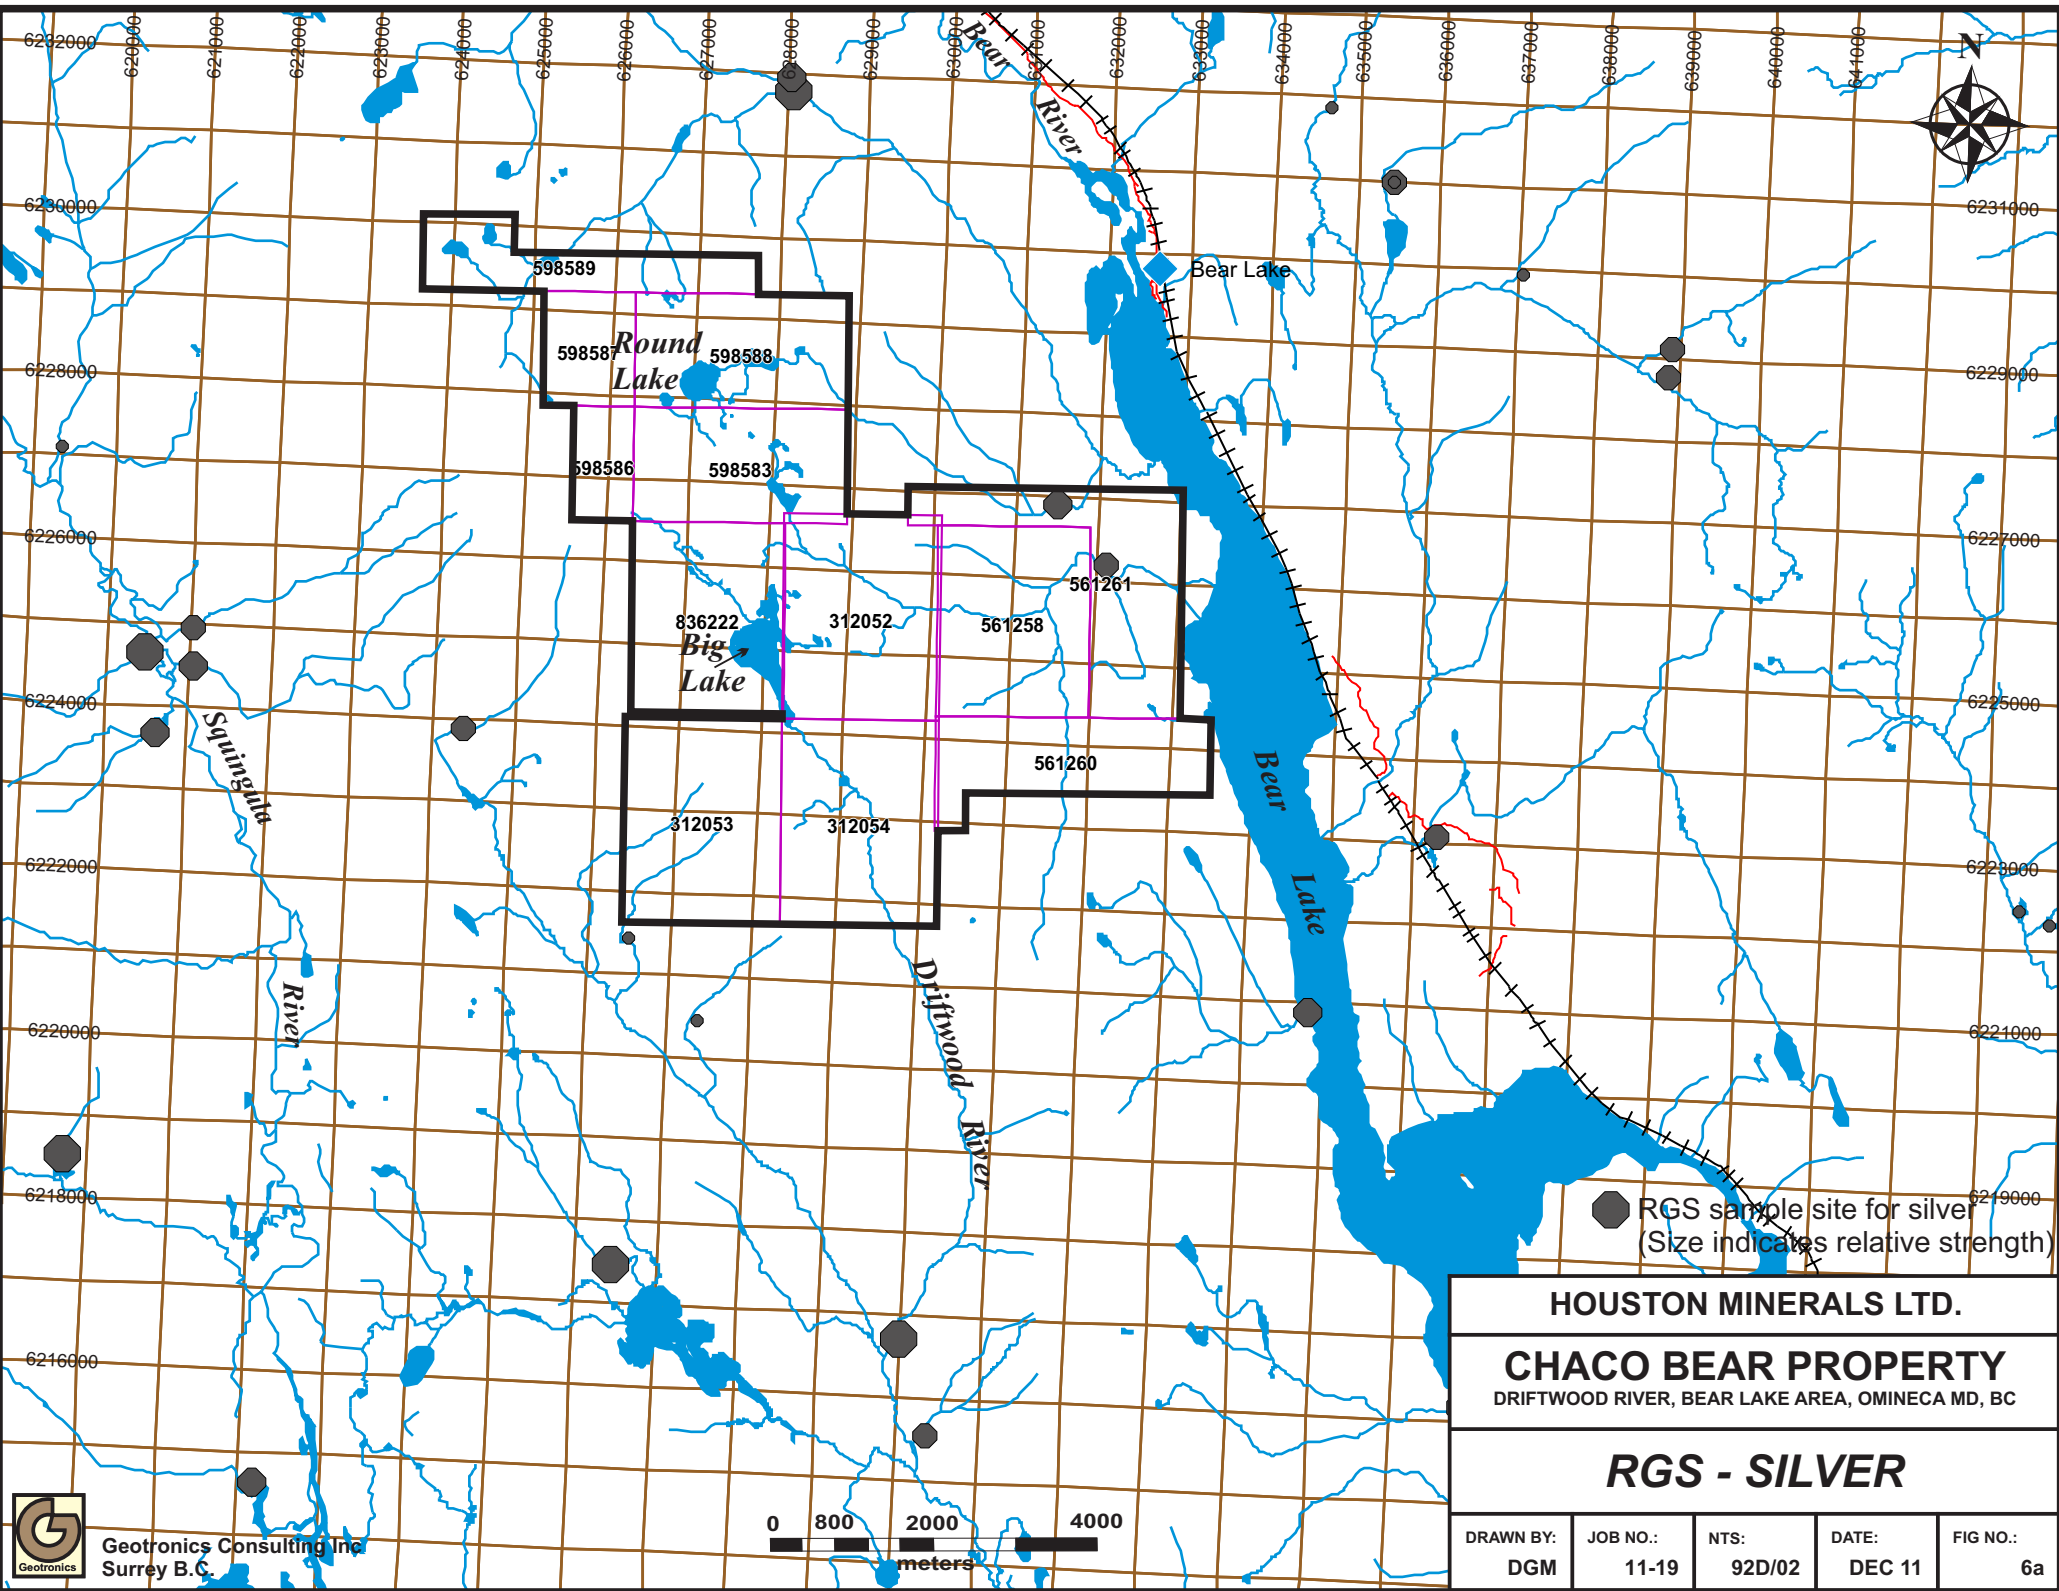 6232000
620000
621000
622000
623000
624000
625000
626000
627000
628000
629000
630000
631000
632000
633000
634000
635000
636000
637000
638000
639000
640000
641000
N
Bear
River
6230000
6231000
598589
Bear Lake
598587
Round
Lake
598588
6228000
6229000
598586
598583
6226000
6227000
561261
836222
312052
561258
Big
Lake
6224000
6225000
Squingula
River
561260
Bear
Lake
312053
312054
6222000
6223000
Driftwood
River
6220000
6221000
6218000
6219000
RGS sample site for silver
(Size indicates relative strength)
6216000
HOUSTON MINERALS LTD.
CHACO BEAR PROPERTY
DRIFTWOOD RIVER, BEAR LAKE AREA, OMINECA MD, BC
RGS - SILVER
DRAWN BY:
DGM
JOB NO.:
11-19
NTS:
92D/02
DATE:
DEC 11
FIG NO.:
6a
0 800 2000 4000
meters
G
Geotronics
Geotronics Consulting Inc
Surrey B.C.